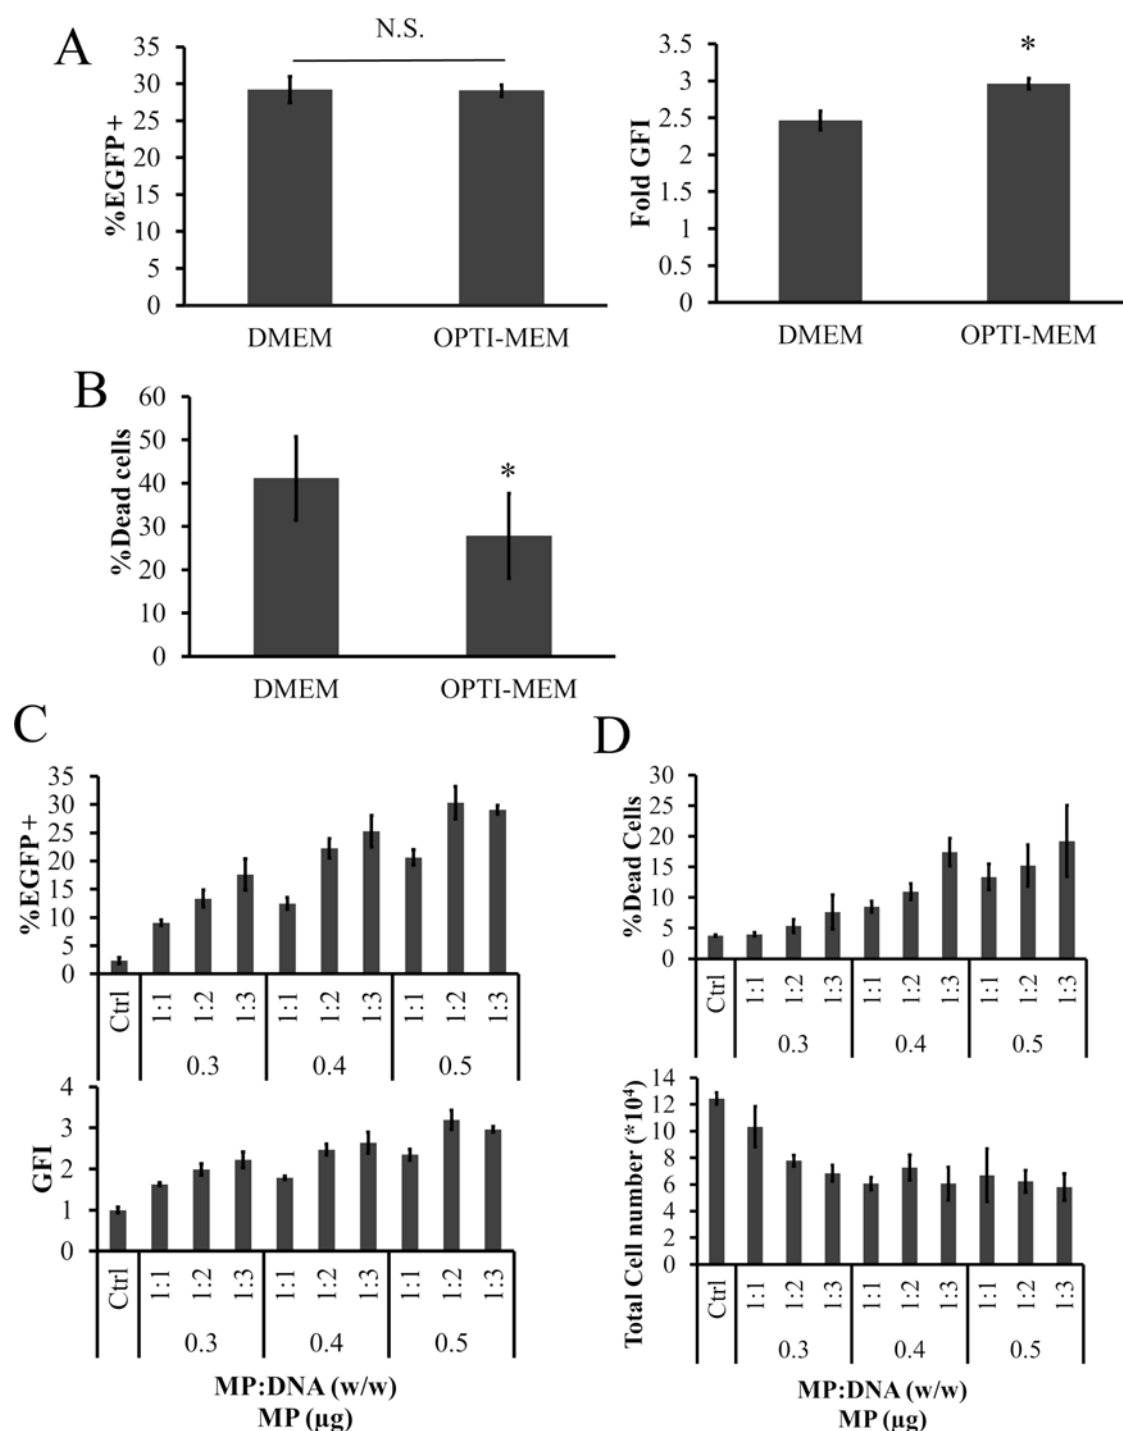 A
N.S.
%EGFP+
35
30
25
20
15
10
5
0
DMEM
OPTI-MEM
*
Fold GFI
3.5
3
2.5
2
1.5
1
0.5
0
DMEM
OPTI-MEM
B
%Dead cells
60
50
40
30
20
10
0
*
DMEM
OPTI-MEM
C
%EGFP+
35
30
25
20
15
10
5
0
Ctrl 1:1 1:2 1:3 1:1 1:2 1:3 1:1 1:2 1:3
0.3 0.4 0.5
GFI
4
3
2
1
0
Ctrl 1:1 1:2 1:3 1:1 1:2 1:3 1:1 1:2 1:3
0.3 0.4 0.5
MP:DNA (w/w)
MP (µg)
D
%Dead Cells
30
25
20
15
10
5
0
Ctrl 1:1 1:2 1:3 1:1 1:2 1:3 1:1 1:2 1:3
0.3 0.4 0.5
Total Cell number (*10⁴)
14
12
10
8
6
4
2
0
Ctrl 1:1 1:2 1:3 1:1 1:2 1:3 1:1 1:2 1:3
0.3 0.4 0.5
MP:DNA (w/w)
MP (µg)